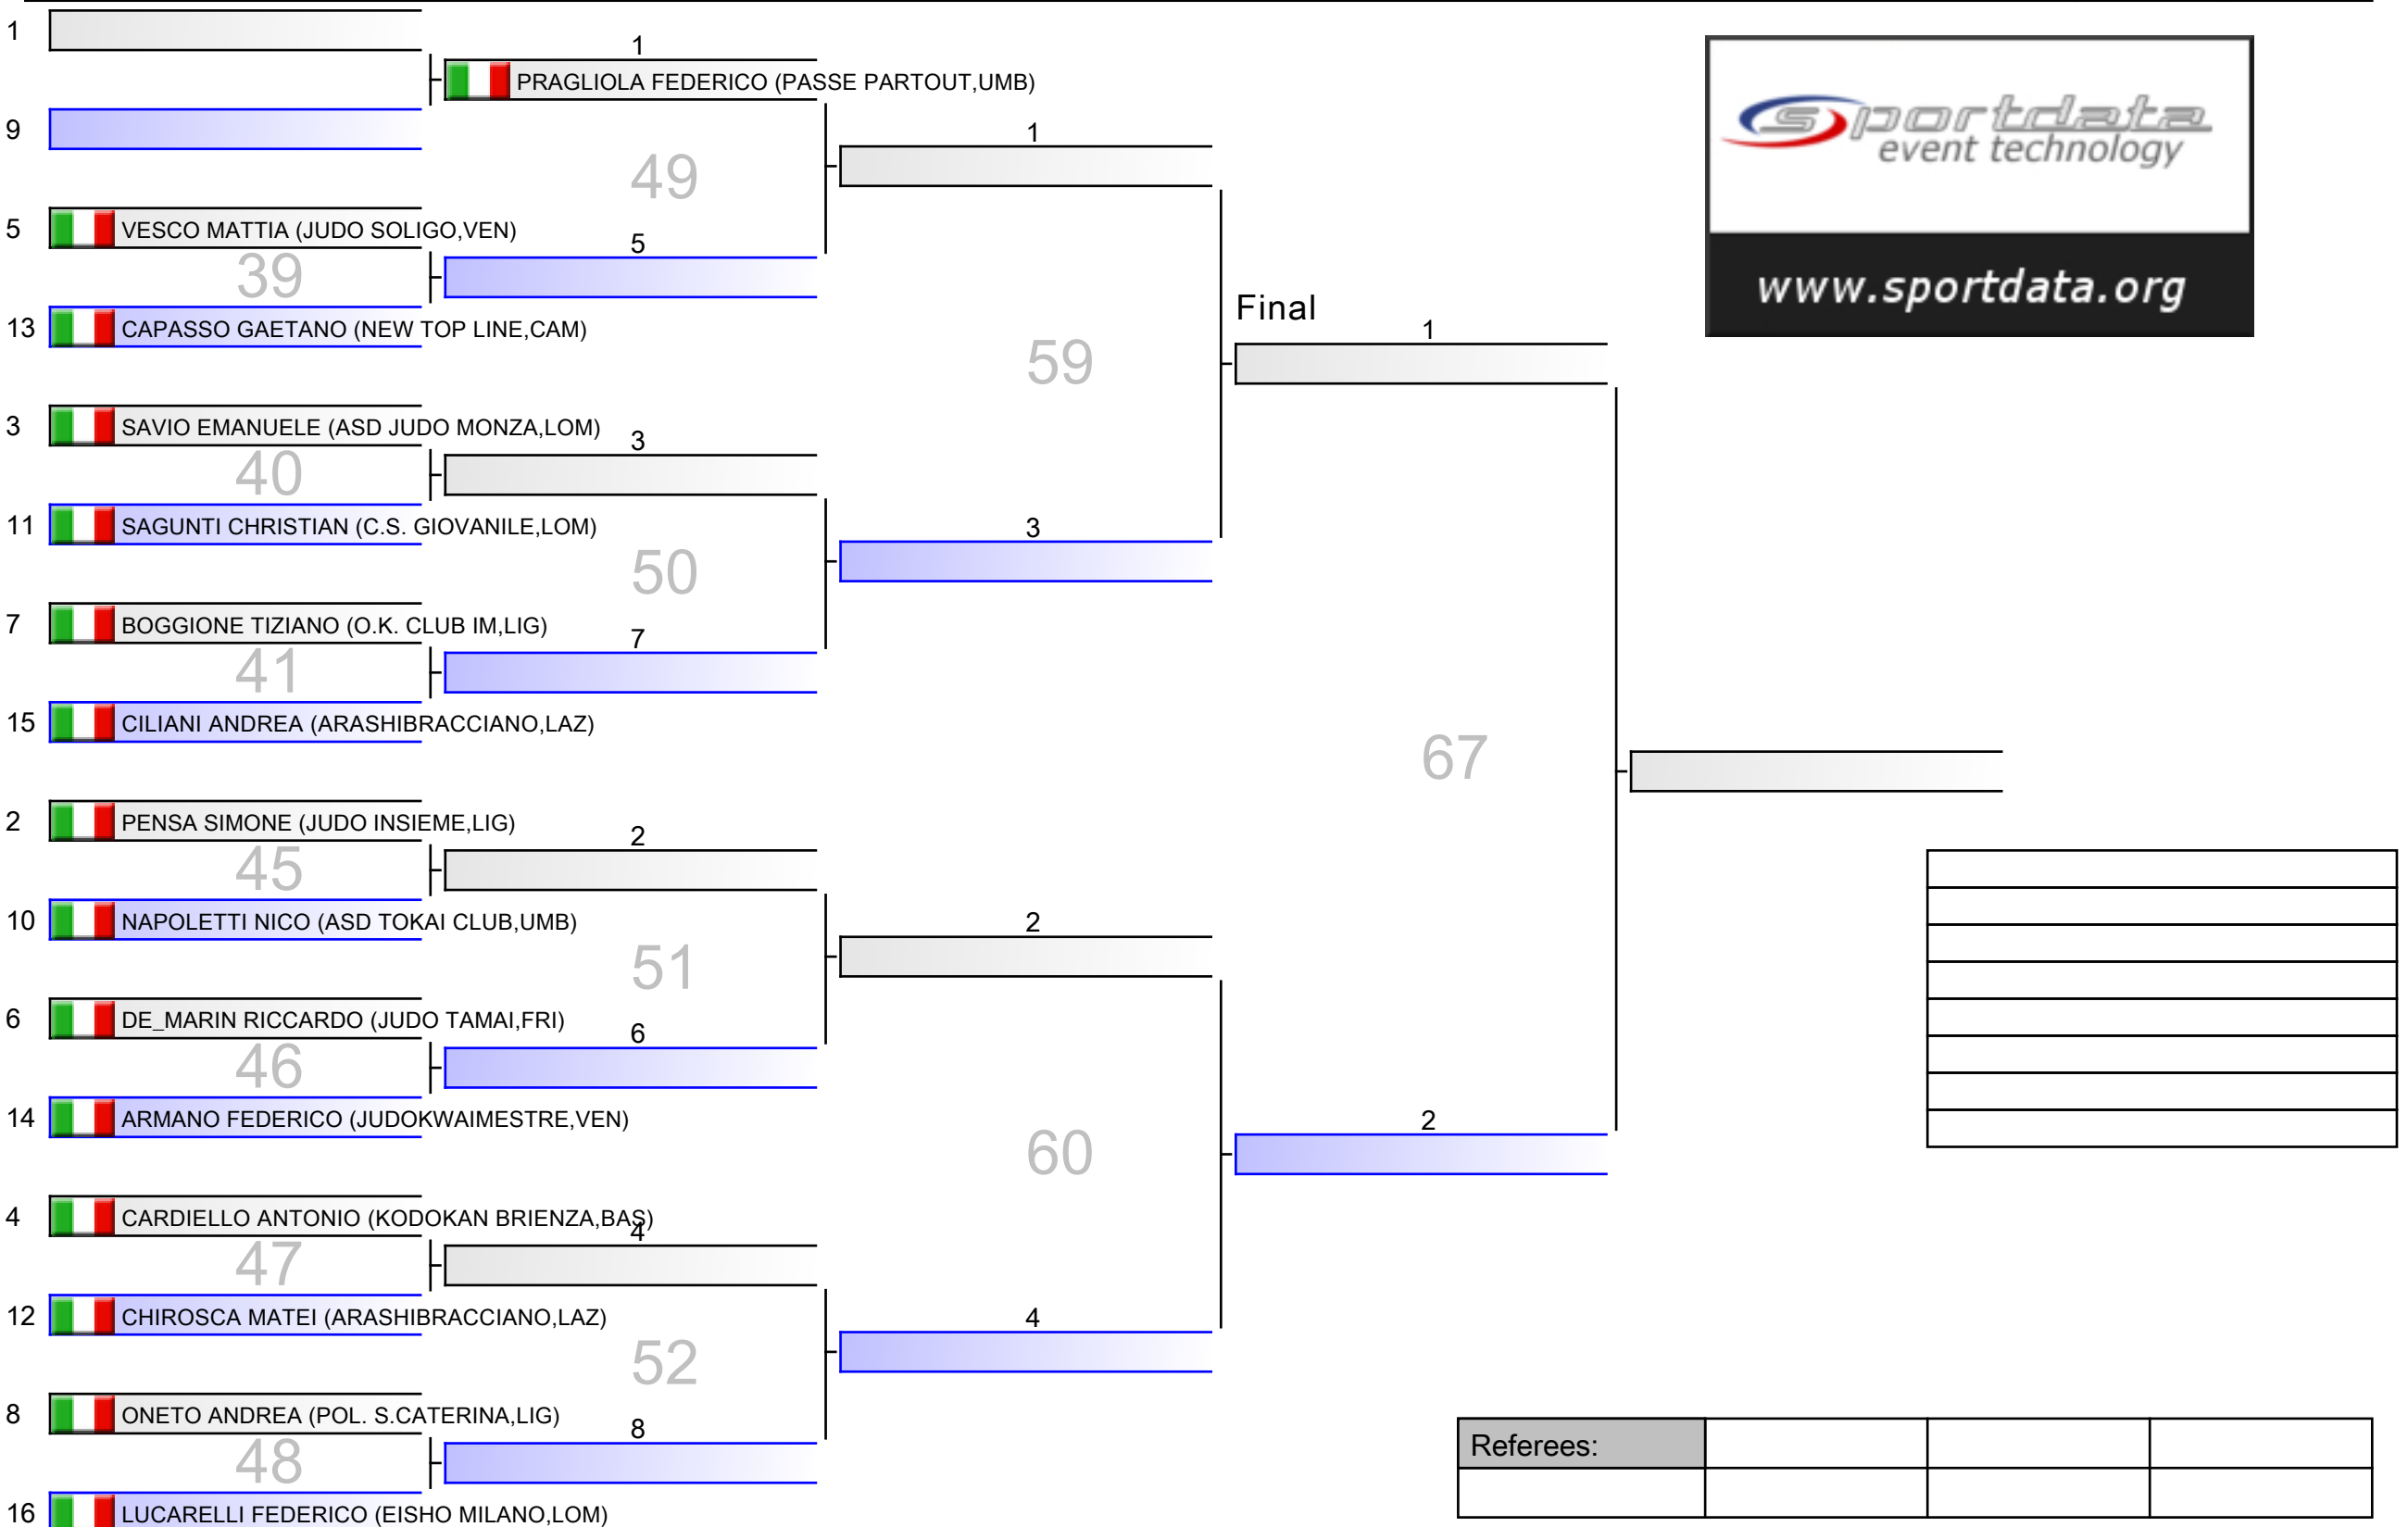 1
1
PRAGLIOLA FEDERICO (PASSE PARTOUT,UMB)
9
1
49
5
VESCO MATTIA (JUDO SOLIGO,VEN)
5
39
13
CAPASSO GAETANO (NEW TOP LINE,CAM)
sportdata
event technology
www.sportdata.org
Final
1
59
3
SAVIO EMANUELE (ASD JUDO MONZA,LOM)
3
40
11
SAGUNTI CHRISTIAN (C.S. GIOVANILE,LOM)
3
50
7
BOGGIONE TIZIANO (O.K. CLUB IM,LIG)
7
41
15
CILIANI ANDREA (ARASHIBRACCIANO,LAZ)
67
2
PENSA SIMONE (JUDO INSIEME,LIG)
2
45
10
NAPOLETTI NICO (ASD TOKAI CLUB,UMB)
2
51
6
DE_MARIN RICCARDO (JUDO TAMAI,FRI)
6
46
14
ARMANO FEDERICO (JUDOKWAIMESTRE,VEN)
2
60
4
CARDIELLO ANTONIO (KODOKAN BRIENZA,BAS)
4
47
12
CHIROSCA MATEI (ARASHIBRACCIANO,LAZ)
4
52
8
ONETO ANDREA (POL. S.CATERINA,LIG)
8
48
16
LUCARELLI FEDERICO (EISHO MILANO,LOM)
Referees: